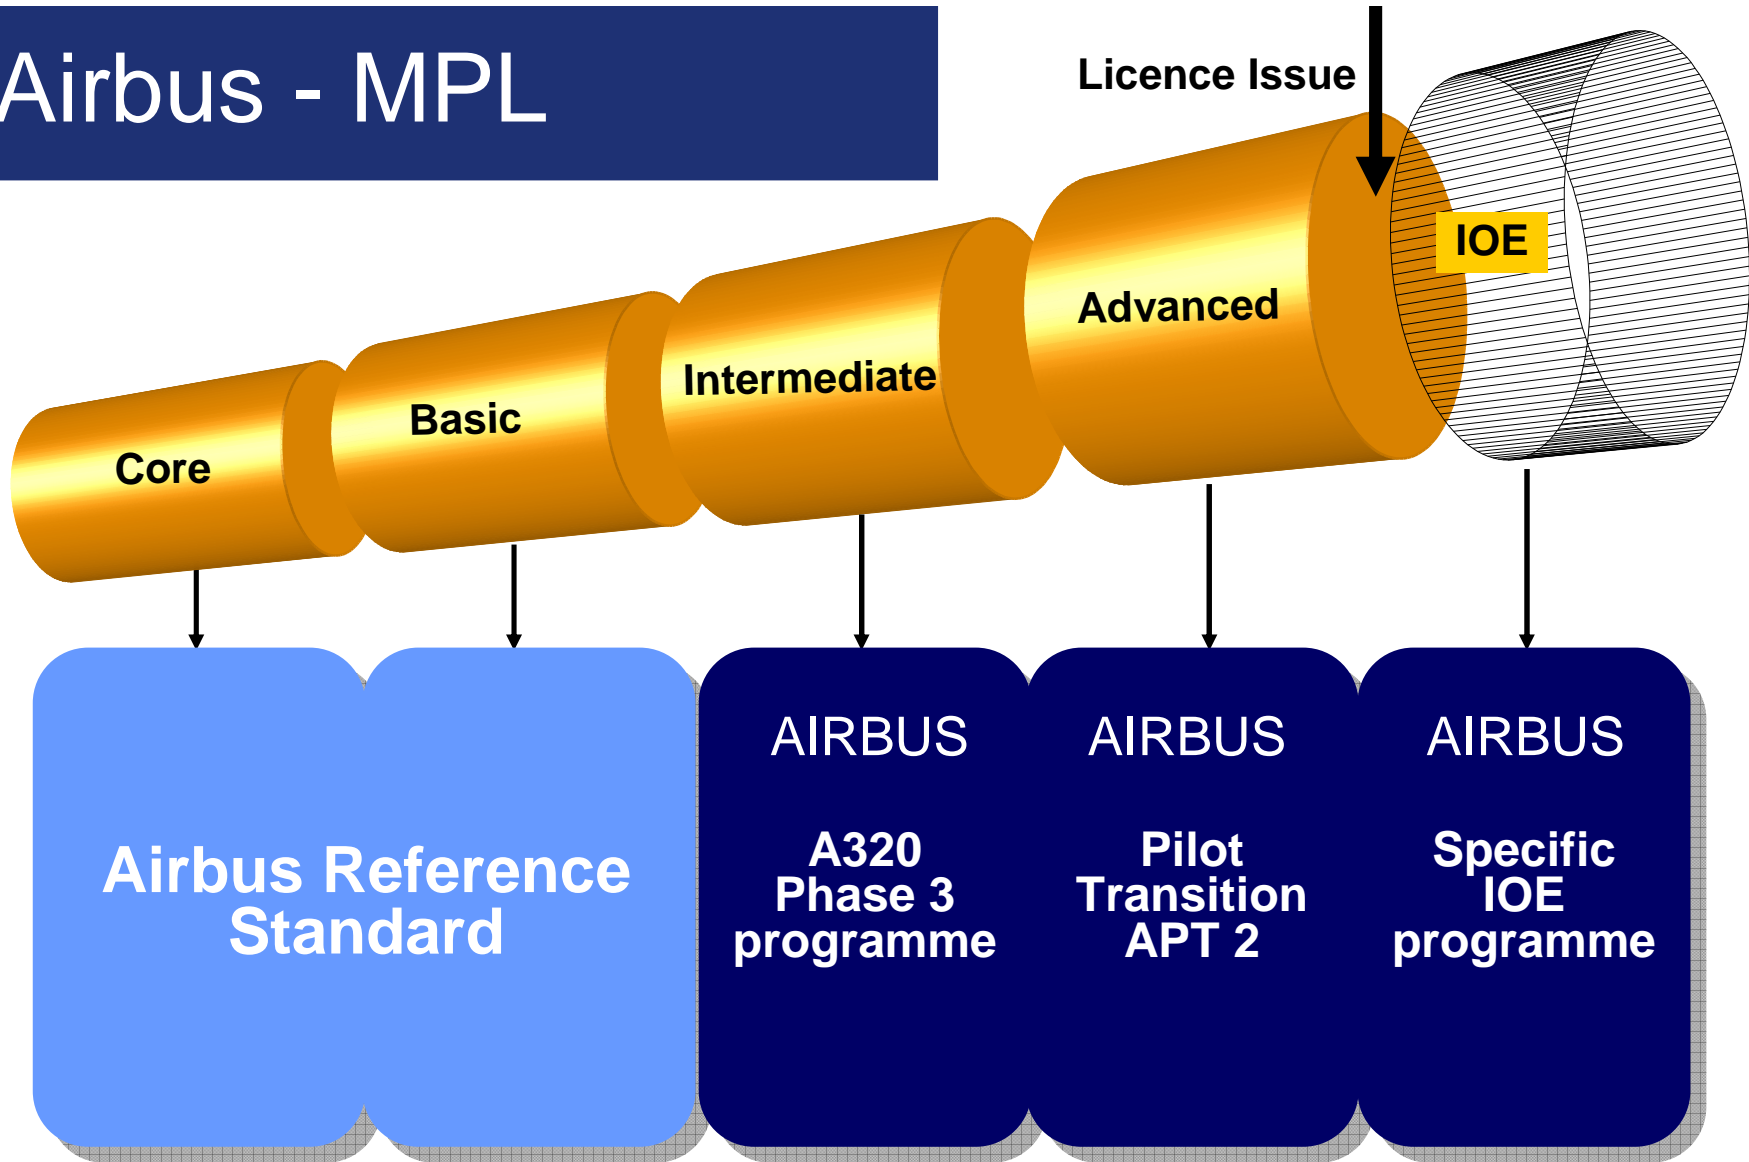 Airbus - MPL
Licence Issue
IOE
Advanced
Intermediate
Basic
Core
Airbus Reference
Standard
AIRBUS
A320
Phase 3
programme
AIRBUS
Pilot
Transition
APT 2
AIRBUS
Specific
IOE
programme